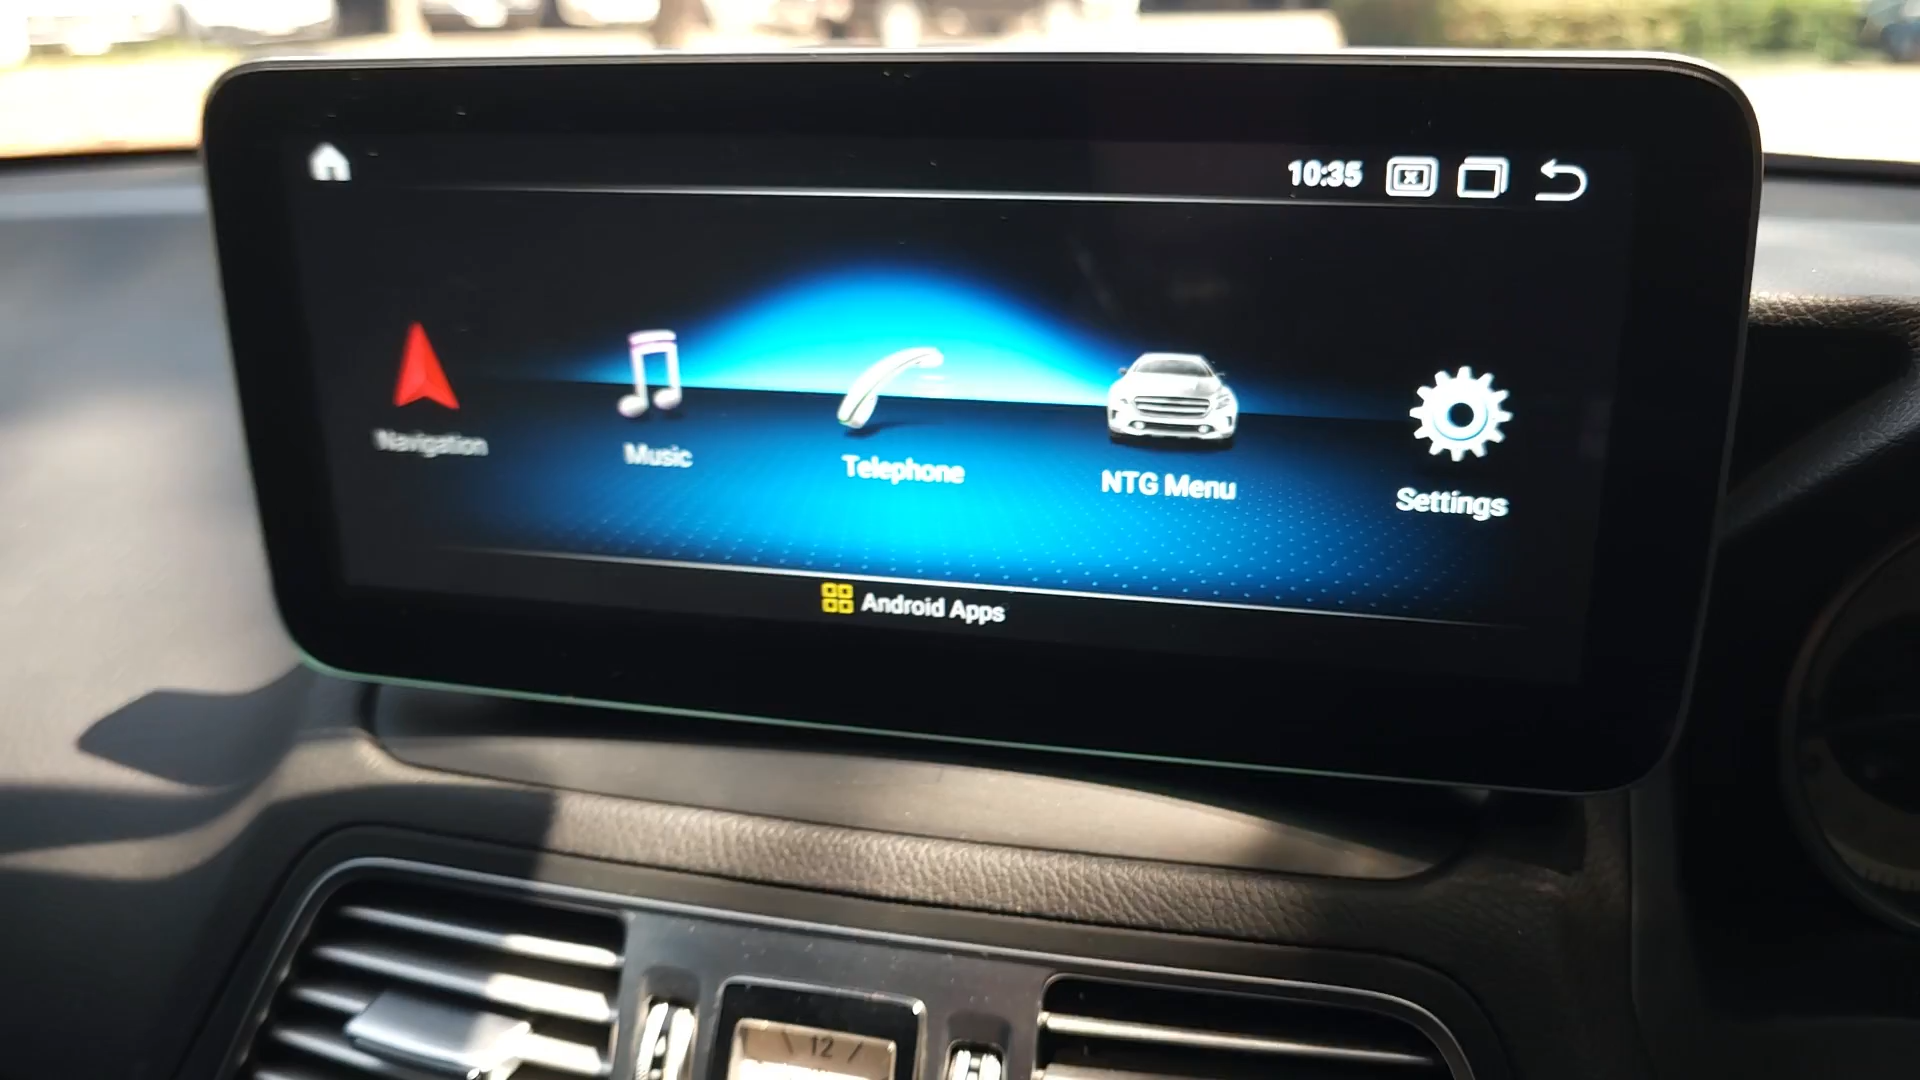 10:35
Navigation
Music
Telephone
NTG Menu
Settings
Android Apps
12